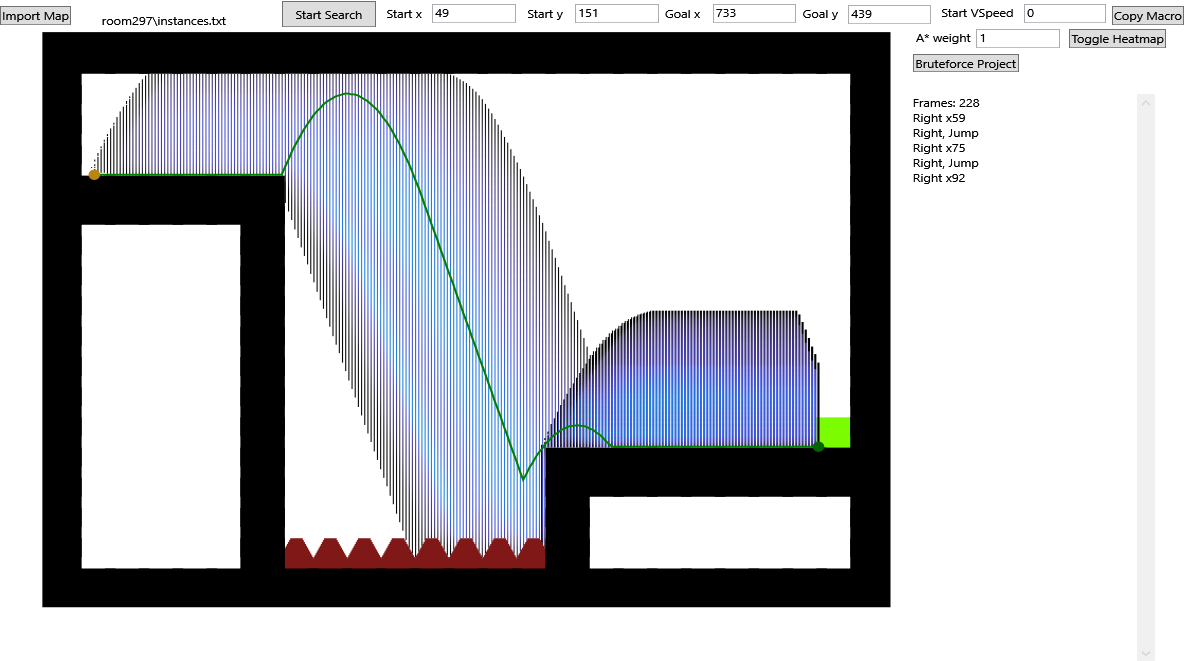 Import Map room297\instances.txt Start Search Start x 49 Start y 151 Goal x 733 Goal y 439 Start VSpeed 0 Copy Macro
A* weight 1 Toggle Heatmap
Bruteforce Project
Frames: 228
Right x59
Right, Jump
Right x75
Right, Jump
Right x92